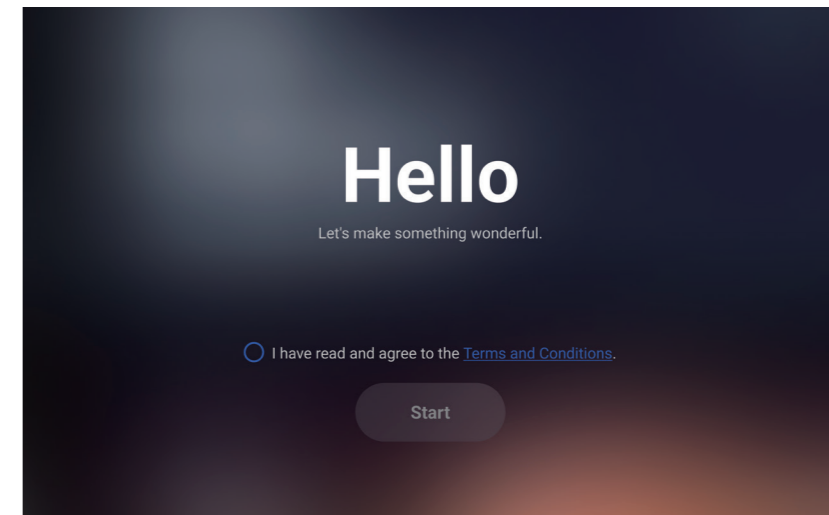 Hello
Let's make something wonderful.
I have read and agree to the Terms and Conditions.
Start